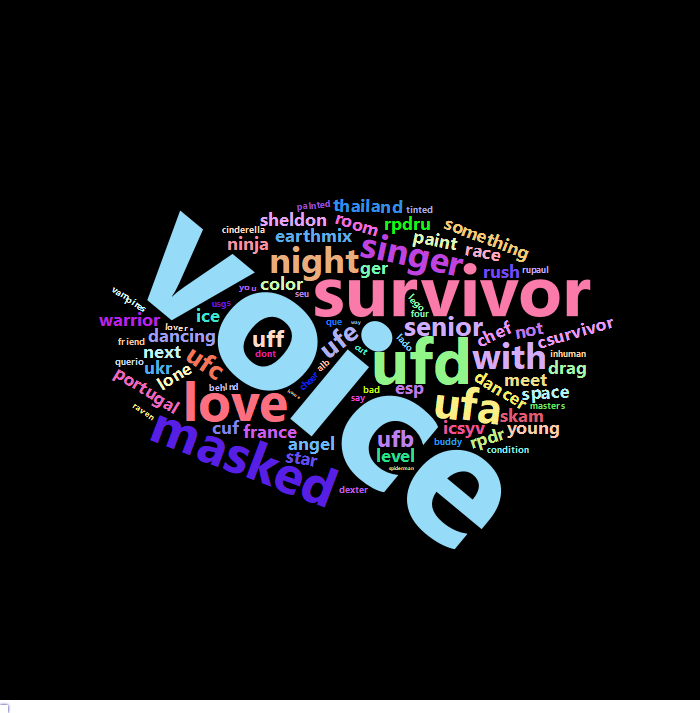 painted
thailand
tinted
sheldon
room
rpdru
something
cinderella
earthmix
paint
race
ninja
night
singer
ger
rush
rupaul
color
you
seu
survivor
vampires
usgs
lego
four
warrior
ice
que
way
senior
chef
not
csurvivor
lover
dancing
uff
ufe
lado
friend
next
dont
cut
ufd
with
inhuman
querio
ukr
ufc
alb
drag
portugal
lone
behind
cheer
bad
esp
dancer
meet
space
love
say
ufa
masters
raven
skam
masked
cuf
france
angel
ufb
buddy
icsyv
rpdr
young
star
level
condition
spiderman
dexter
voice